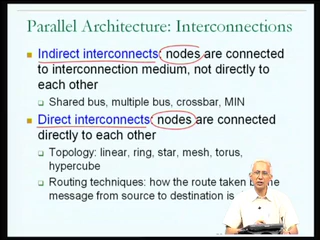 Parallel Architecture: Interconnections
Indirect interconnects: nodes are connected
to interconnection medium, not directly to
each other
Shared bus, multiple bus, crossbar, MIN
Direct interconnects: nodes are connected
directly to each other
Topology: linear, ring, star, mesh, torus,
hypercube
Routing techniques: how the route taken by the
message from source to destination is